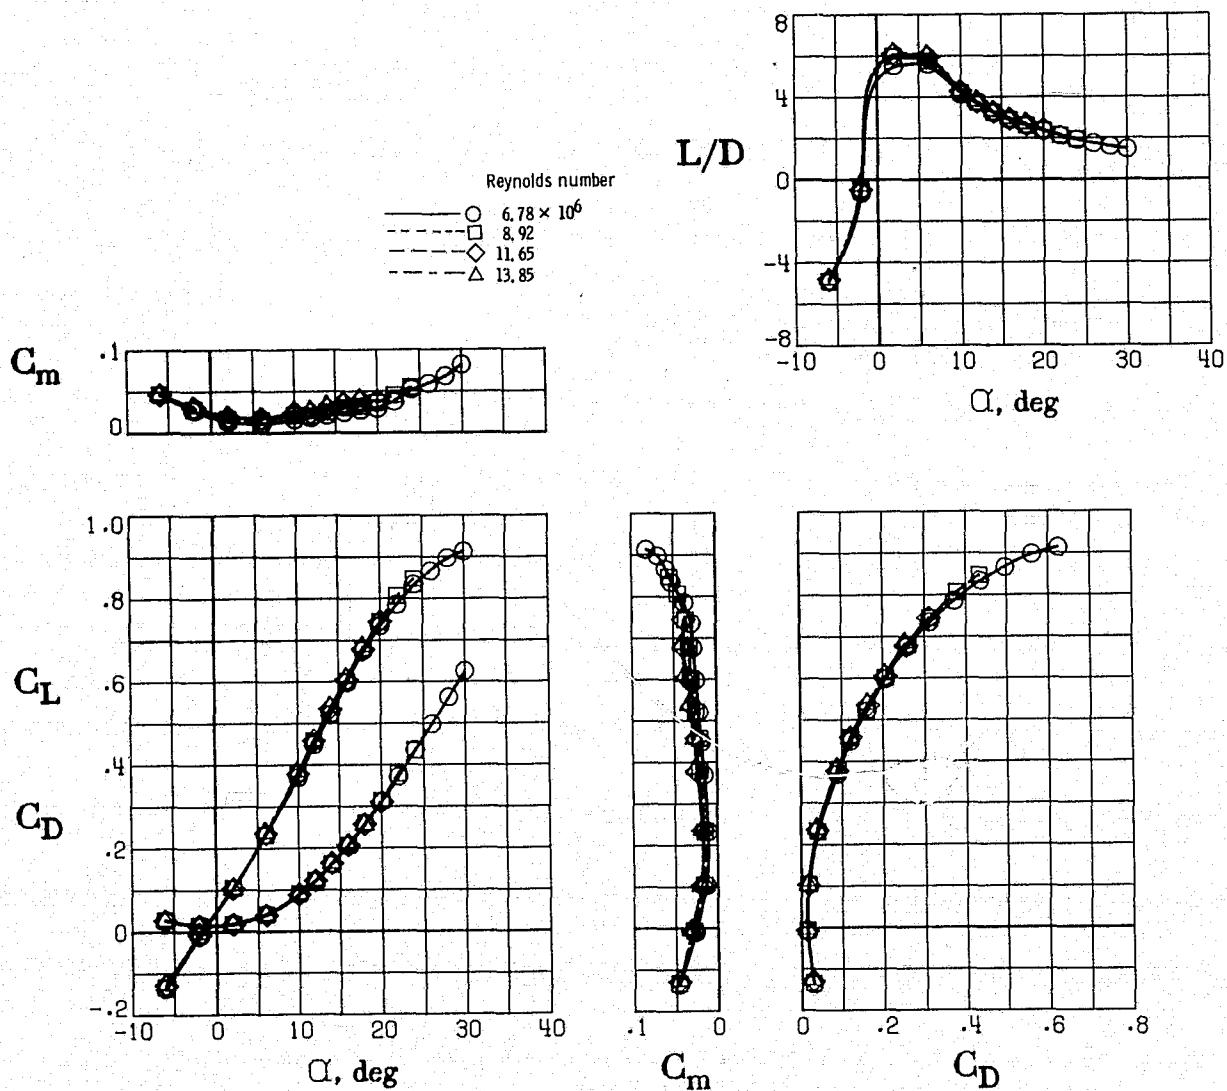 8
4
0
-4
-8
L/D
-10 0 10 20 30 40
α, deg
Reynolds number
6.78 × 10⁶
8.92
11.65
13.85
Cₘ
.1
0
1.0
.8
.6
.4
.2
0
-.2
C_L
C_D
-10 0 10 20 30 40
α, deg
.1 0
Cₘ
0 .2 .4 .6 .8
C_D